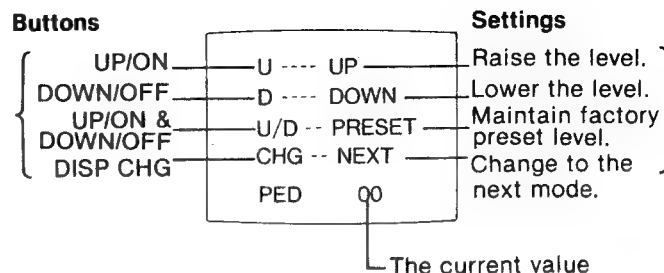 Buttons Settings
UP/ON U ---- UP Raise the level.
DOWN/OFF D ---- DOWN Lower the level.
UP/ON & DOWN/OFF U/D -- PRESET Maintain factory preset level.
DISP CHG CHG -- NEXT Change to the next mode.
PED 00
The current value